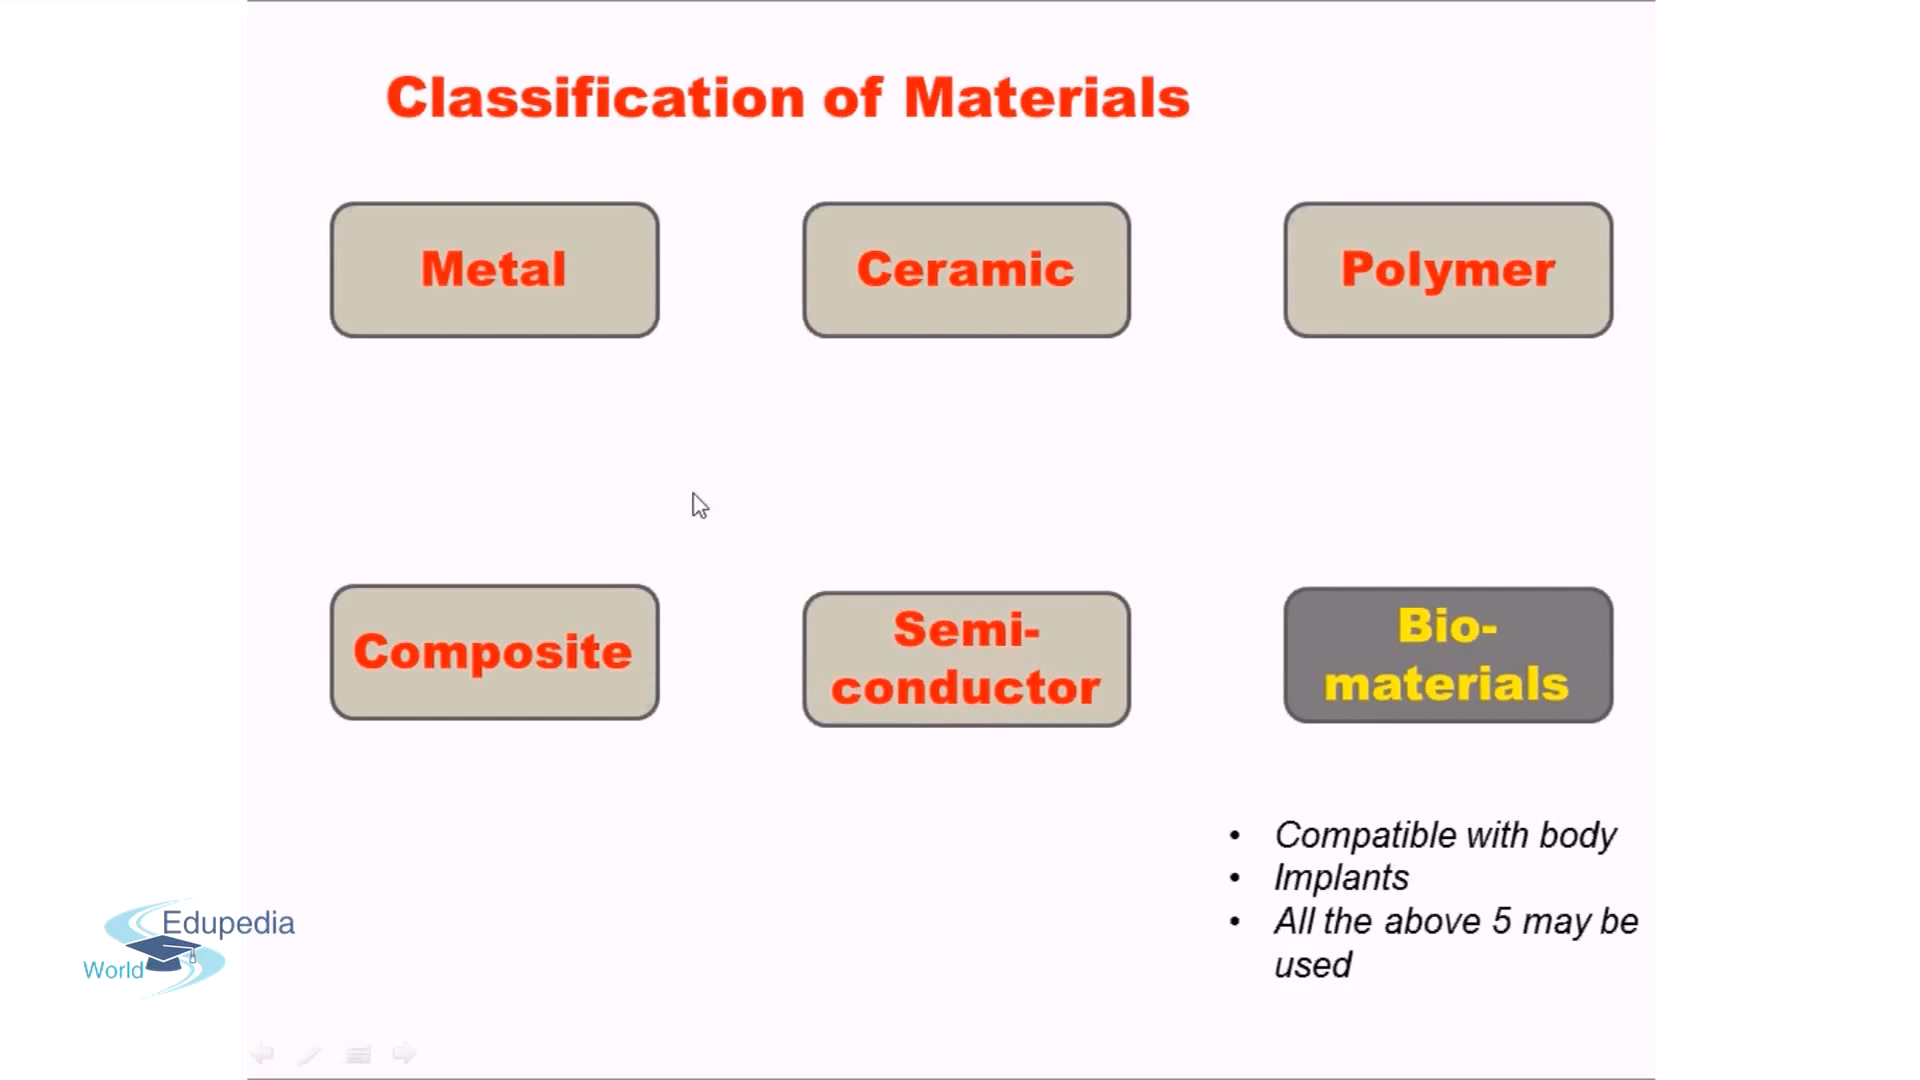 Classification of Materials
Metal
Ceramic
Polymer
Composite
Semi-
conductor
Bio-
materials
• Compatible with body
• Implants
• All the above 5 may be
used
Edupedia
World